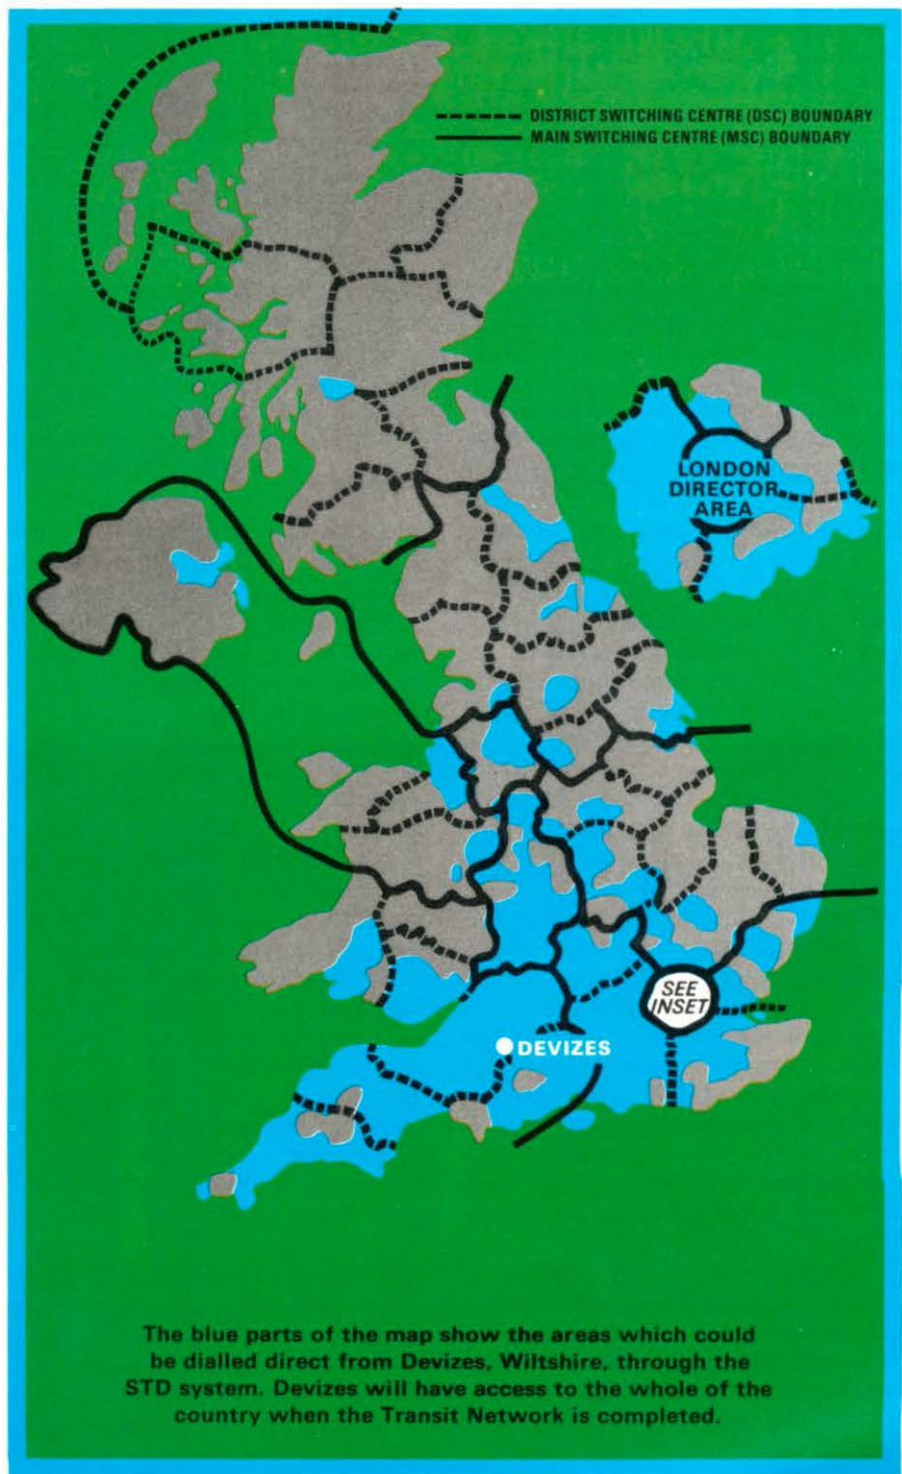 DISTRICT SWITCHING CENTRE (DSC) BOUNDARY
MAIN SWITCHING CENTRE (MSC) BOUNDARY
LONDON
DIRECTOR
AREA
SEE
INSET
DEVIZES
The blue parts of the map show the areas which could
be dialled direct from Devizes, Wiltshire, through the
STD system. Devizes will have access to the whole of the
country when the Transit Network is completed.